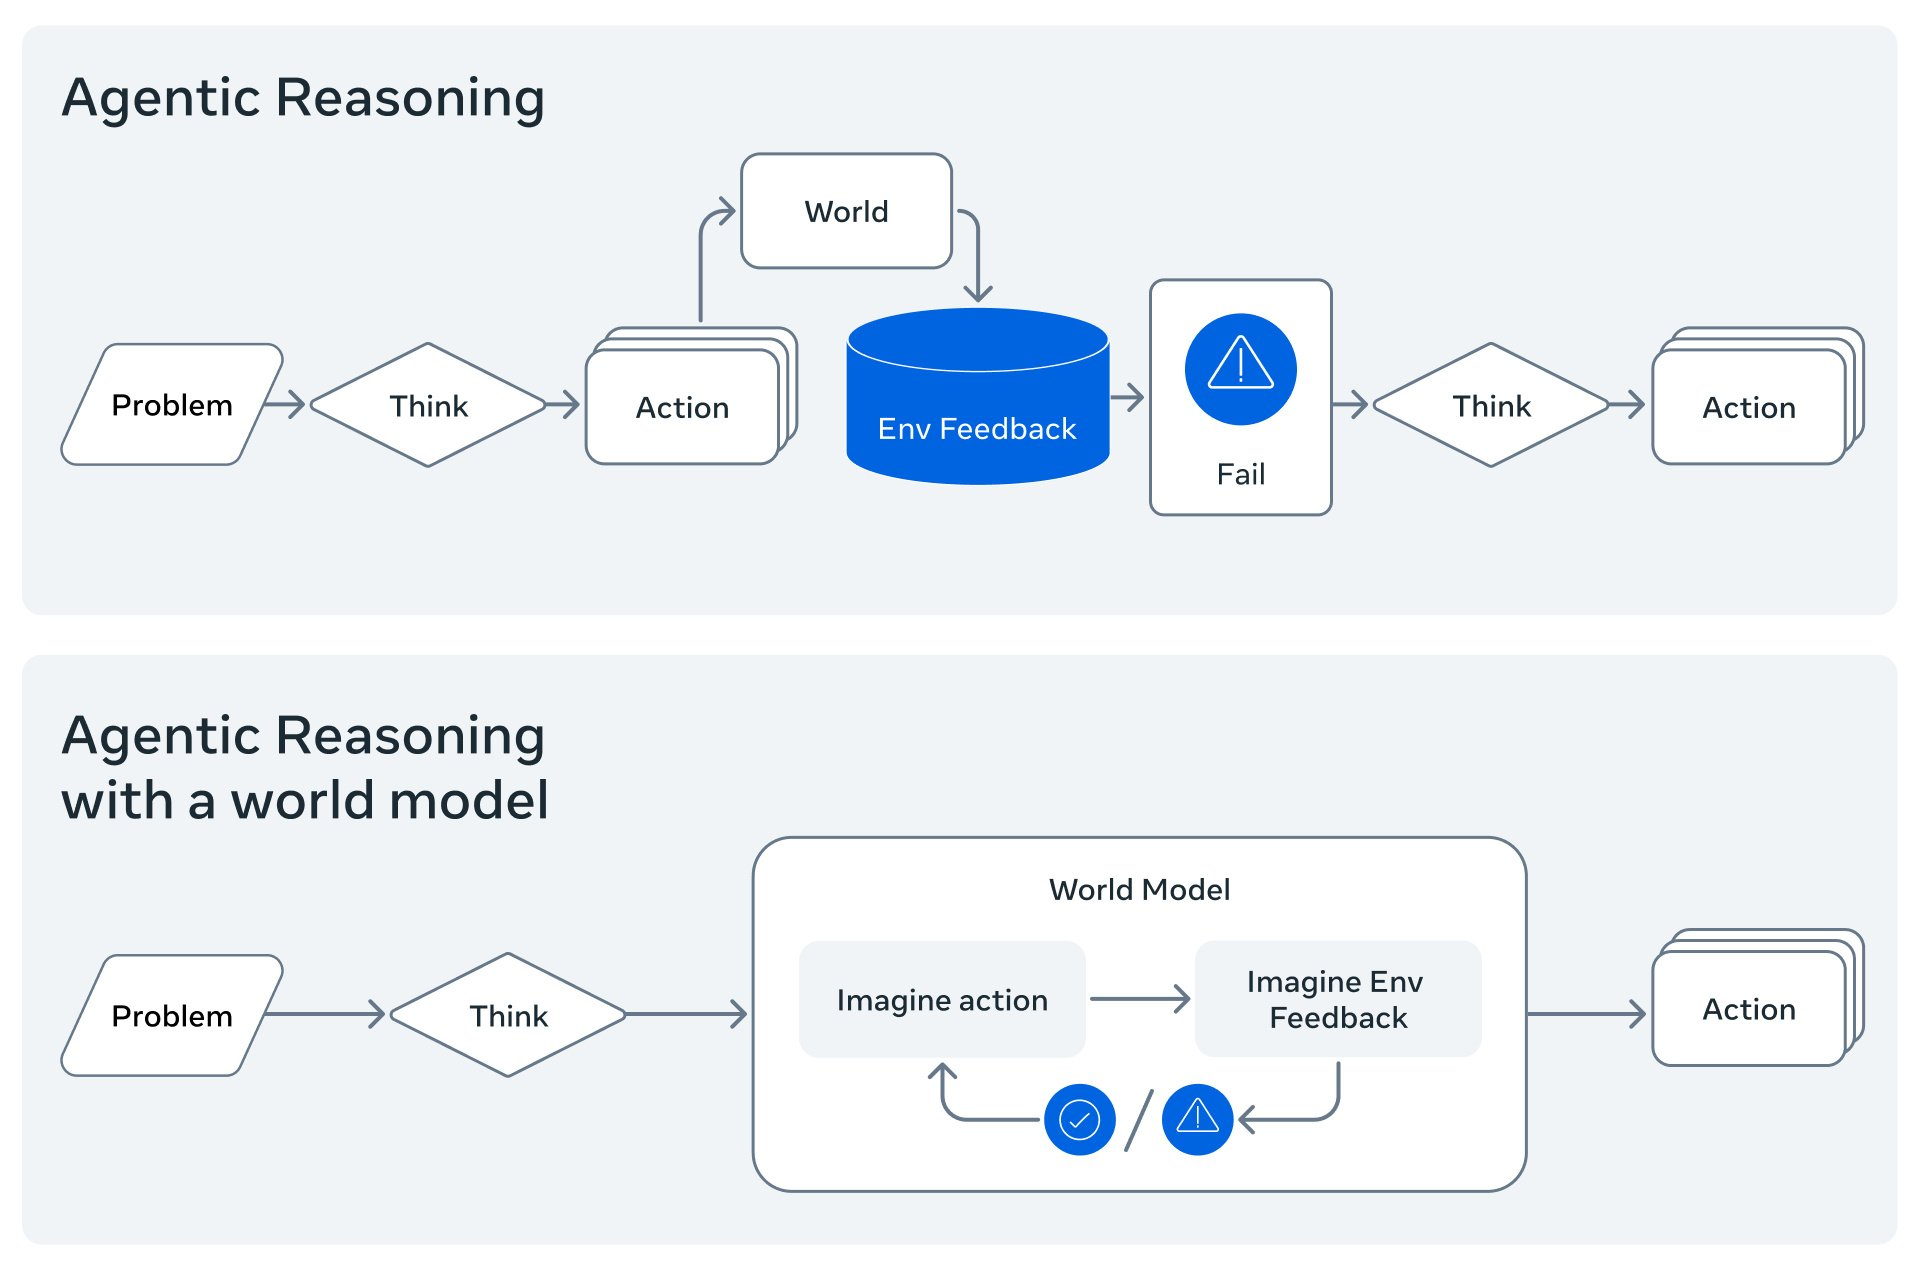 Agentic Reasoning
World
Problem
Think
Action
Env Feedback
Fail
Think
Action
Agentic Reasoning
with a world model
World Model
Problem
Think
Imagine action
Imagine Env
Feedback
Action